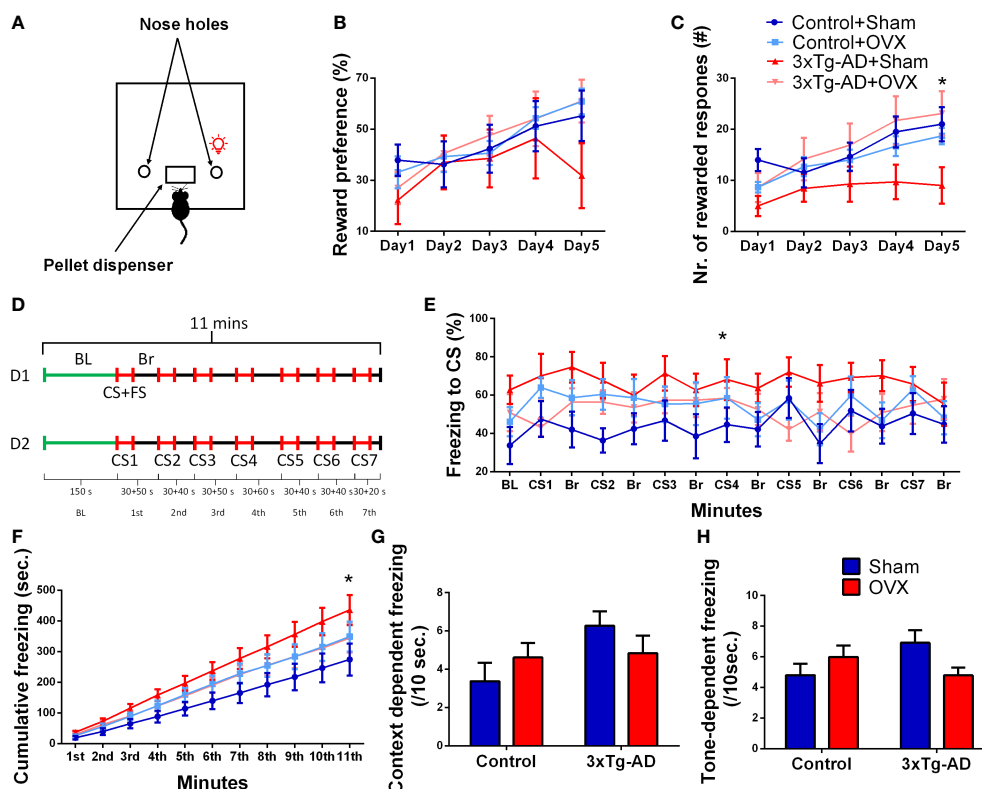 A
Nose holes
Pellet dispenser
B
Reward preference (%)
70
50
30
10
Day1 Day2 Day3 Day4 Day5
C
Control+Sham
Control+OVX
3xTg-AD+Sham
3xTg-AD+OVX
Nr. of rewarded respones (#)
30
20
10
0
*
Day1 Day2 Day3 Day4 Day5
D
11 mins
BL Br
D1
CS+FS
D2
CS1 CS2 CS3 CS4 CS5 CS6 CS7
150 s 30+50 s 30+40 s 30+50 s 30+60 s 30+40 s 30+40 s 30+20 s
BL 1st 2nd 3rd 4th 5th 6th 7th
E
Freezing to CS (%)
100
80
60
40
20
*
BL CS1 Br CS2 Br CS3 Br CS4 Br CS5 Br CS6 Br CS7 Br
Minutes
F
Cumulative freezing (sec.)
500
400
300
200
100
0
*
1st 2nd 3rd 4th 5th 6th 7th 8th 9th 10th 11th
Minutes
G
Context dependent freezing
(/10 sec.)
8
6
4
2
0
Control 3xTg-AD
H
Sham
OVX
Tone-dependent freezing
(/10sec.)
10
8
6
4
2
0
Control 3xTg-AD